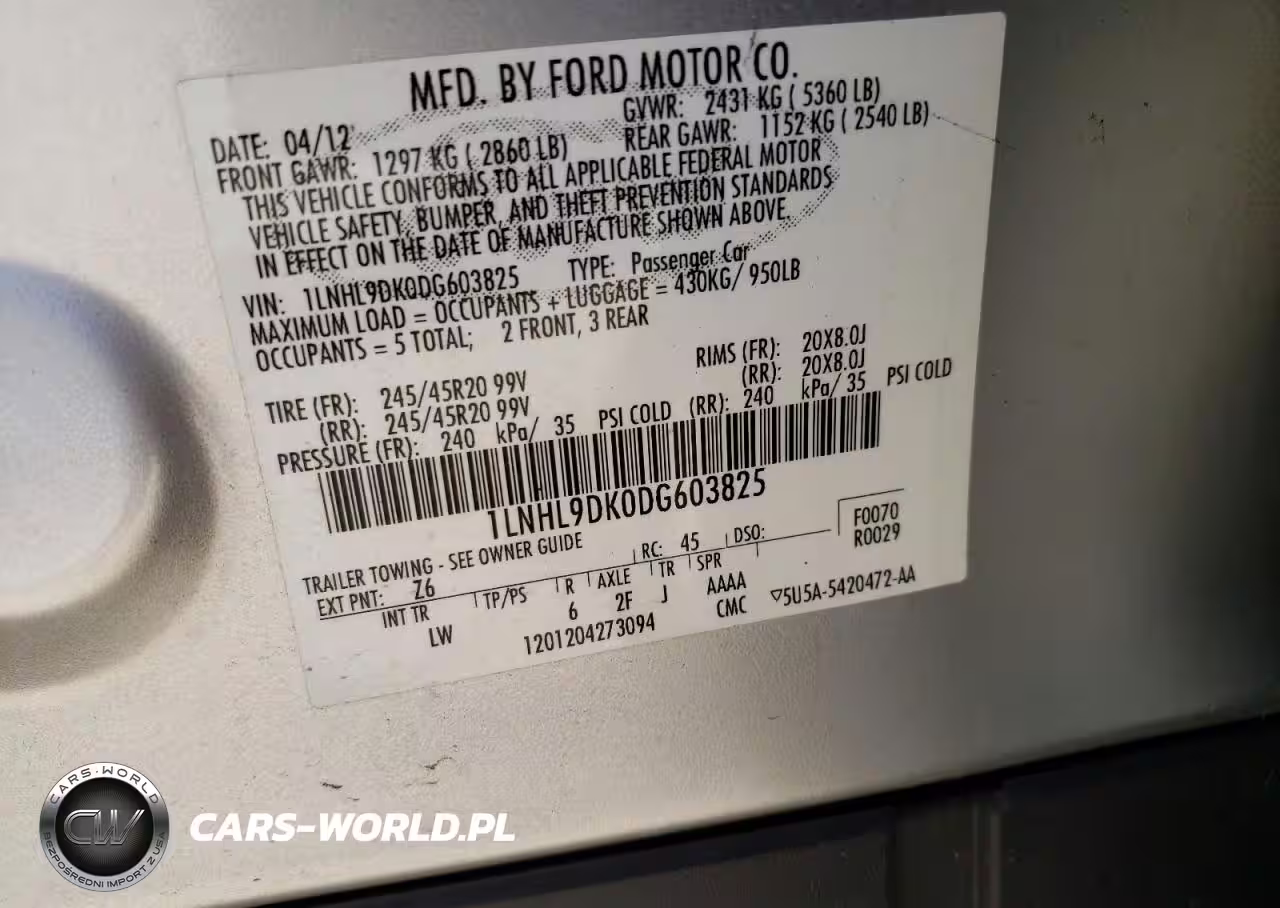 MFD. BY FORD MOTOR CO.
DATE: 04/12 GVWR: 2431 KG ( 5360 LB)
FRONT GAWR: 1297 KG ( 2860 LB) REAR GAWR: 1152 KG ( 2540 LB)
THIS VEHICLE CONFORMS TO ALL APPLICABLE FEDERAL MOTOR
VEHICLE SAFETY, BUMPER, AND THEFT PREVENTION STANDARDS
IN EFFECT ON THE DATE OF MANUFACTURE SHOWN ABOVE.
VIN: 1LNHL9DK0DG603825 TYPE: Passenger Car
MAXIMUM LOAD = OCCUPANTS + LUGGAGE = 430KG/ 950LB
OCCUPANTS = 5 TOTAL; 2 FRONT, 3 REAR
TIRE (FR): 245/45R20 99V RIMS (FR): 20X8.0J
(RR): 245/45R20 99V (RR): 20X8.0J
PRESSURE (FR): 240 kPa/ 35 PSI COLD (RR): 240 kPa/ 35 PSI COLD
1LNHL9DK0DG603825
TRAILER TOWING - SEE OWNER GUIDE
F0070
EXT PNT: Z6 RC: 45 DSO: R0029
INT TR TP/PS R AXLE TR SPR
LW 6 2F J AAAA
1201204273094 CMC ▽5U5A-5420472-AA
CARS-WORLD
CW
BEZPOŚREDNI IMPORT Z USA
CARS-WORLD.PL